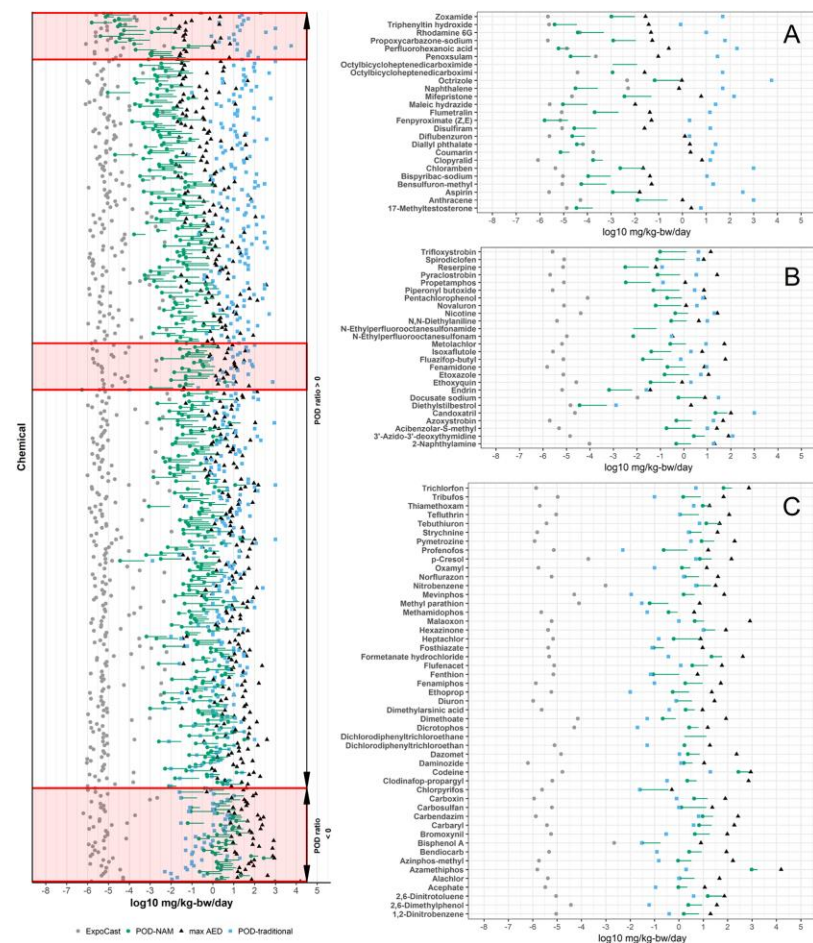 Chemical
POD ratio > 0
POD ratio
< 0
-8 -7 -6 -5 -4 -3 -2 -1 0 1 2 3 4 5
log10 mg/kg-bw/day
ExpoCast POD-NAM max AED POD-traditional
A
Zoxamide
Triphenyltin hydroxide
Rhodamine 6G
Propoxycarbazone-sodium
Perfluorohexanoic acid
Penoxsulam
Octylbicycloheptenedicarboximide
Octylbicycloheptenedicarboximi
Octrizole
Naphthalene
Mifepristone
Maleic hydrazide
Flumetralin
Fenpyroximate (Z,E)
Disulfiram
Diflubenzuron
Diallyl phthalate
Coumarin
Clopyralid
Chloramben
Bispyribac-sodium
Bensulfuron-methyl
Aspirin
Anthracene
17-Methyltestosterone
-8 -7 -6 -5 -4 -3 -2 -1 0 1 2 3 4 5
log10 mg/kg-bw/day
B
Trifloxystrobin
Spirodiclofen
Reserpine
Pyraclostrobin
Propetamphos
Piperonyl butoxide
Pentachlorophenol
Novaluron
Nicotine
N,N-Diethylaniline
N-Ethylperfluorooctanesulfonamide
N-Ethylperfluorooctanesulfonam
Metolachlor
Isoxaflutole
Fluazifop-butyl
Fenamidone
Etoxazole
Ethoxyquin
Endrin
Docusate sodium
Diethylstilbestrol
Candoxatril
Azoxystrobin
Acibenzolar-S-methyl
3'-Azido-3'-deoxythymidine
2-Naphthylamine
-8 -7 -6 -5 -4 -3 -2 -1 0 1 2 3 4 5
log10 mg/kg-bw/day
C
Trichlorfon
Tribufos
Thiamethoxam
Tefluthrin
Tebuthiuron
Strychnine
Pymetrozine
Profenofos
p-Cresol
Oxamyl
Norflurazon
Nitrobenzene
Mevinphos
Methyl parathion
Methamidophos
Malaoxon
Hexazinone
Heptachlor
Fosthiazate
Formetanate hydrochloride
Flufenacet
Fenthion
Fenamiphos
Ethoprop
Diuron
Dimethylarsinic acid
Dimethoate
Dicrotophos
Dichlorodiphenyltrichloroethane
Dichlorodiphenyltrichloroethan
Dazomet
Daminozide
Codeine
Clodinafop-propargyl
Chlorpyrifos
Carboxin
Carbosulfan
Carbendazim
Carbaryl
Bromoxynil
Bisphenol A
Bendiocarb
Azinphos-methyl
Azamethiphos
Alachlor
Acephate
2,6-Dinitrotoluene
2,6-Dimethylphenol
1,2-Dinitrobenzene
-8 -7 -6 -5 -4 -3 -2 -1 0 1 2 3 4 5
log10 mg/kg-bw/day